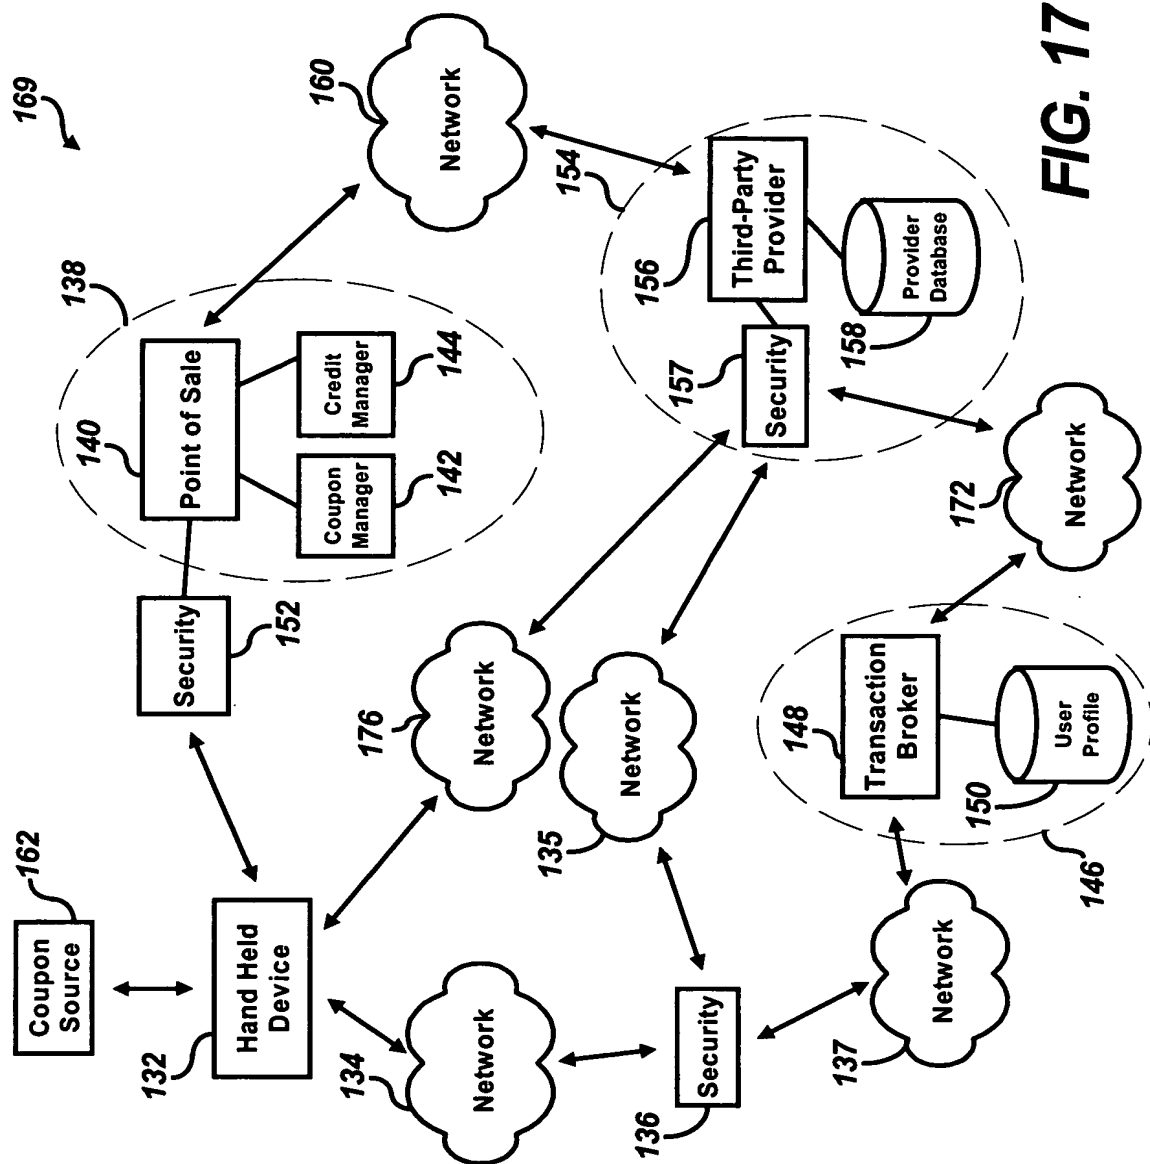 169
162
Coupon
Source
138
140
Point of Sale
132
Hand Held
Device
Security
152
160
Network
Coupon
Manager
Credit
Manager
142
144
134
Network
176
Network
135
Network
154
156
Third-Party
Provider
157
Security
158
Provider
Database
136
Security
148
Transaction
Broker
150
User
Profile
146
137
Network
172
Network
FIG. 17